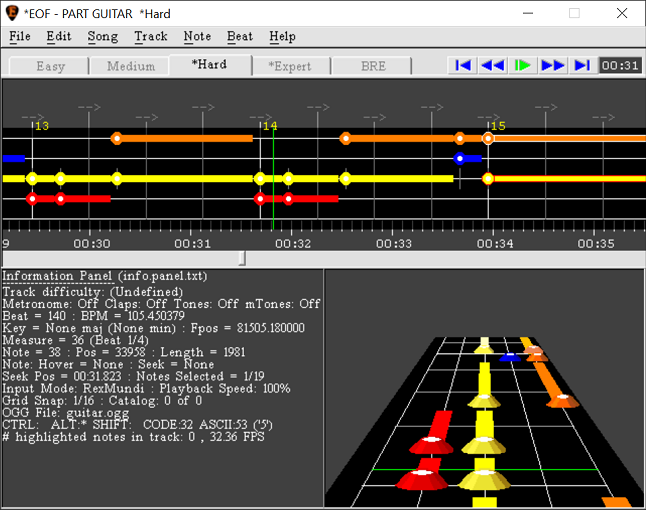 *EOF - PART GUITAR  *Hard
File Edit Song Track Note Beat Help
Easy Medium *Hard *Expert BRE 00:31
--> --> --> --> --> --> --> --> --> --> -->
13 14 15
9 00:30 00:31 00:32 00:33 00:34 00:35
Information Panel (info.panel.txt)
----------------------------
Track difficulty: (Undefined)
Metronome: Off Claps: Off Tones: Off mTones: Off
Beat = 140 : BPM = 105.450379
Key = None maj (None min) : Fpos = 81505.180000
Measure = 36 (Beat 1/4)
Note = 38 : Pos = 33958 : Length = 1981
Note: Hover = None : Seek = None
Seek Pos = 00:31.823 : Notes Selected = 1/19
Input Mode: RexMundi : Playback Speed: 100%
Grid Snap: 1/16 : Catalog: 0 of 0
OGG File: guitar.ogg
CTRL:  ALT:* SHIFT:  CODE:32 ASCII:53 ('5')
# highlighted notes in track: 0 , 32.36 FPS